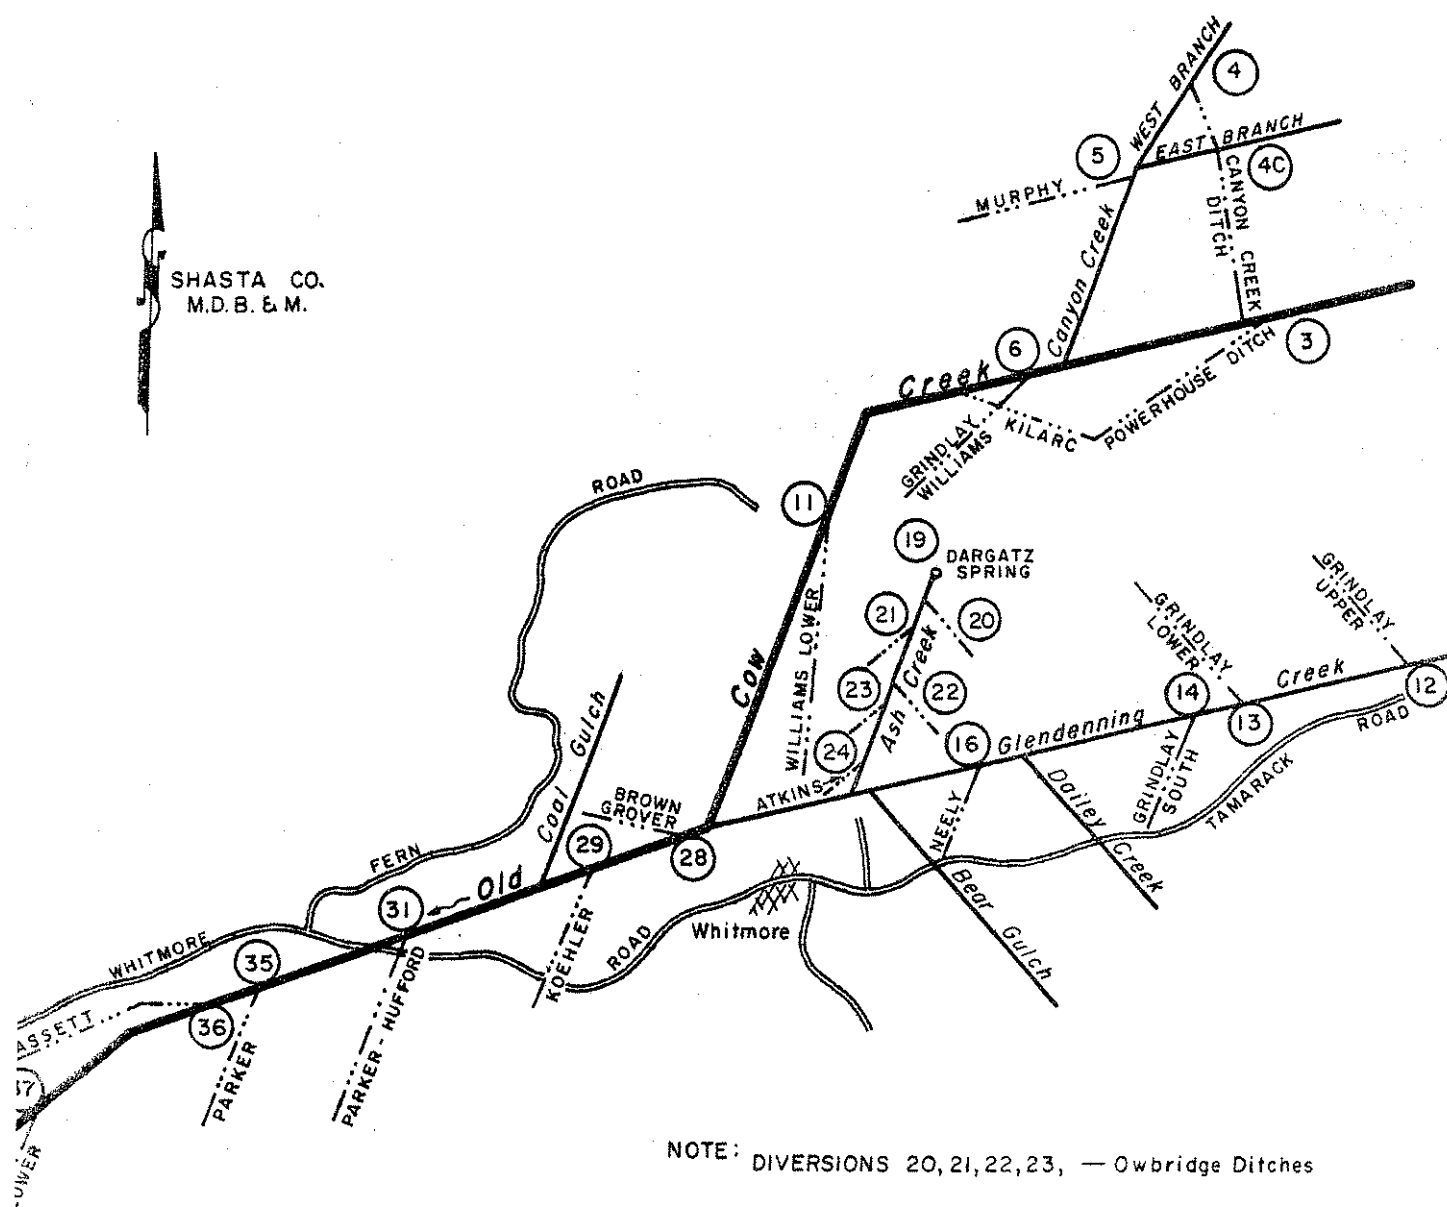 WEST BRANCH
4
EAST BRANCH
5
4C
MURPHY
CANYON CREEK
DITCH
Canyon Creek
SHASTA CO.
M.D.B. & M.
6
3
Creek
KILARC POWERHOUSE DITCH
GRINDLAY
WILLIAMS
ROAD
11
19
DARGATZ
SPRING
GRINDLAY
UPPER
GRINDLAY
LOWER
21
20
WILLIAMS LOWER
Cow
Ash Creek
23
22
14
13
12
Creek
Glendenning
ROAD
TAMARACK
24
16
GRINDLAY
SOUTH
Coal Gulch
ATKINS
BROWN
GROVER
NEELY
Dailey Creek
29
28
FERN
Bear Gulch
Old
31
KOEHLER
ROAD
Whitmore
WHITMORE
35
PARKER-HUFFORD
36
ASSETT
PARKER
37
OWER
NOTE: DIVERSIONS 20,21,22,23, — Owbridge Ditches